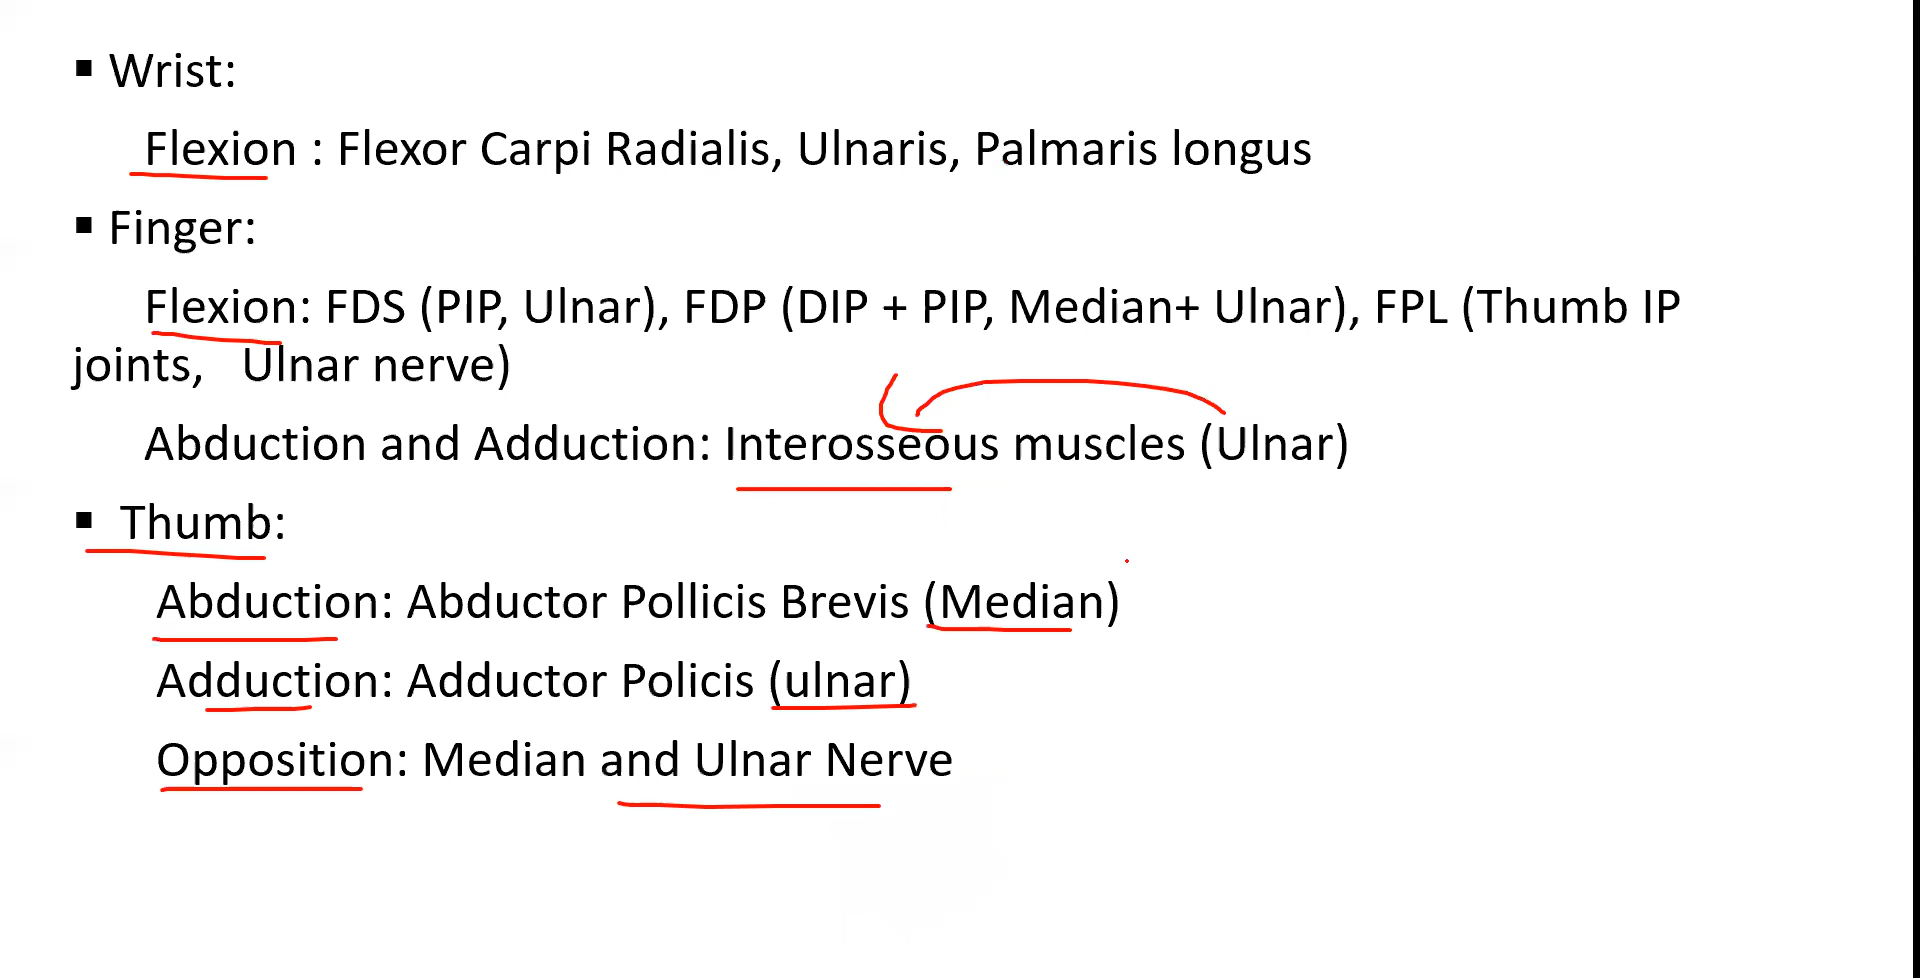 ▪ Wrist:
Flexion : Flexor Carpi Radialis, Ulnaris, Palmaris longus
▪ Finger:
Flexion: FDS (PIP, Ulnar), FDP (DIP + PIP, Median+ Ulnar), FPL (Thumb IP
joints, Ulnar nerve)
Abduction and Adduction: Interosseous muscles (Ulnar)
▪ Thumb:
Abduction: Abductor Pollicis Brevis (Median)
Adduction: Adductor Policis (ulnar)
Opposition: Median and Ulnar Nerve